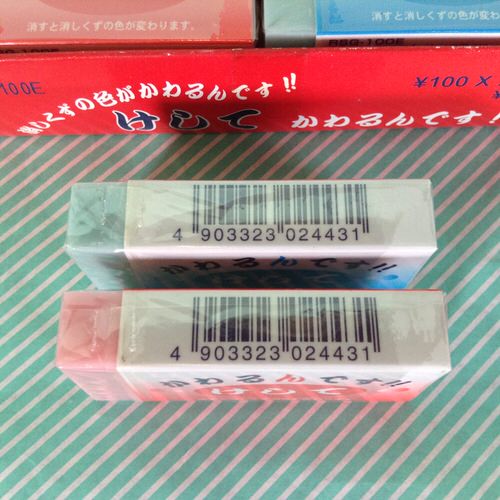 消すと消しくずの色が変わります。
消すと消しくずの色が変わります。
ESG-100E
100E
消しくずの色がかわるんです!!
けしてかわるんです!
¥100 X
4 903323 024431
かわるんです!!
4 903323 024431
かわるんです!!
けして